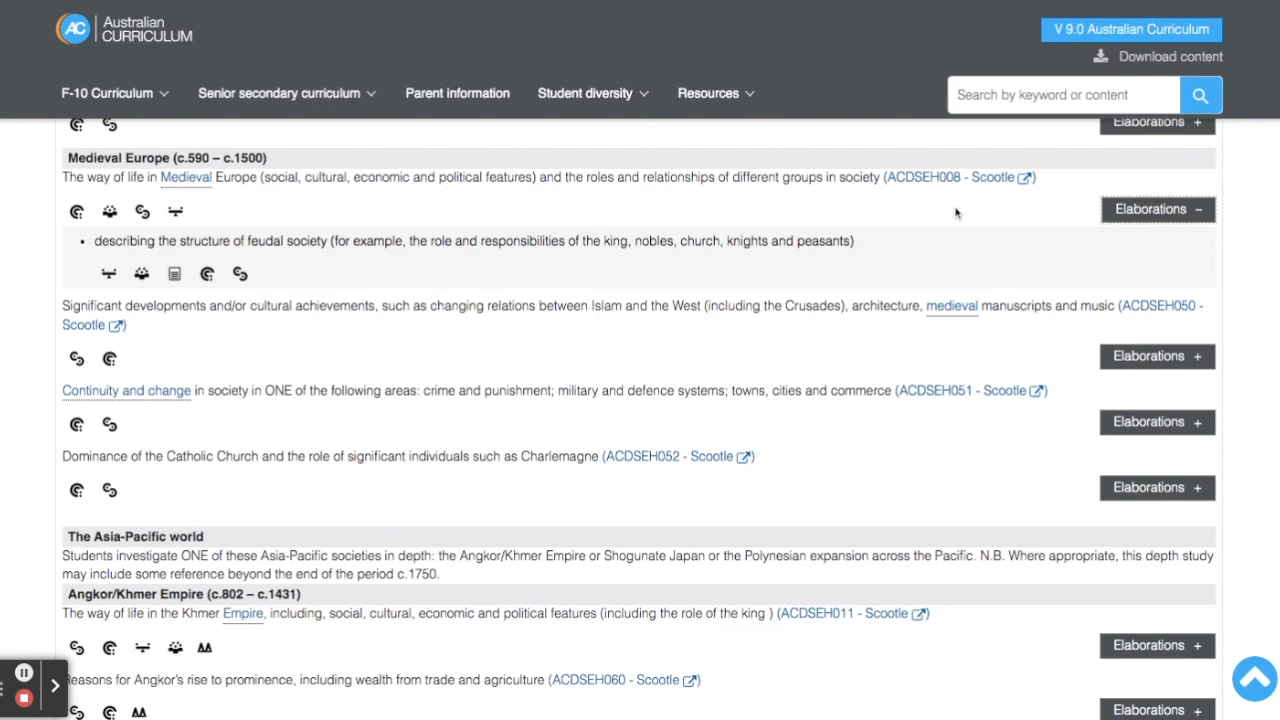 AC Australian
CURRICULUM
V 9.0 Australian Curriculum
Download content
F-10 Curriculum Senior secondary curriculum Parent information Student diversity Resources Search by keyword or content
Elaborations +
Medieval Europe (c.590 – c.1500)
The way of life in Medieval Europe (social, cultural, economic and political features) and the roles and relationships of different groups in society (ACDSEH008 - Scootle )
Elaborations –
• describing the structure of feudal society (for example, the role and responsibilities of the king, nobles, church, knights and peasants)
Significant developments and/or cultural achievements, such as changing relations between Islam and the West (including the Crusades), architecture, medieval manuscripts and music (ACDSEH050 -
Scootle )
Elaborations +
Continuity and change in society in ONE of the following areas: crime and punishment; military and defence systems; towns, cities and commerce (ACDSEH051 - Scootle )
Elaborations +
Dominance of the Catholic Church and the role of significant individuals such as Charlemagne (ACDSEH052 - Scootle )
Elaborations +
The Asia-Pacific world
Students investigate ONE of these Asia-Pacific societies in depth: the Angkor/Khmer Empire or Shogunate Japan or the Polynesian expansion across the Pacific. N.B. Where appropriate, this depth study
may include some reference beyond the end of the period c.1750.
Angkor/Khmer Empire (c.802 – c.1431)
The way of life in the Khmer Empire, including, social, cultural, economic and political features (including the role of the king ) (ACDSEH011 - Scootle )
Elaborations +
easons for Angkor's rise to prominence, including wealth from trade and agriculture (ACDSEH060 - Scootle )
Elaborations +